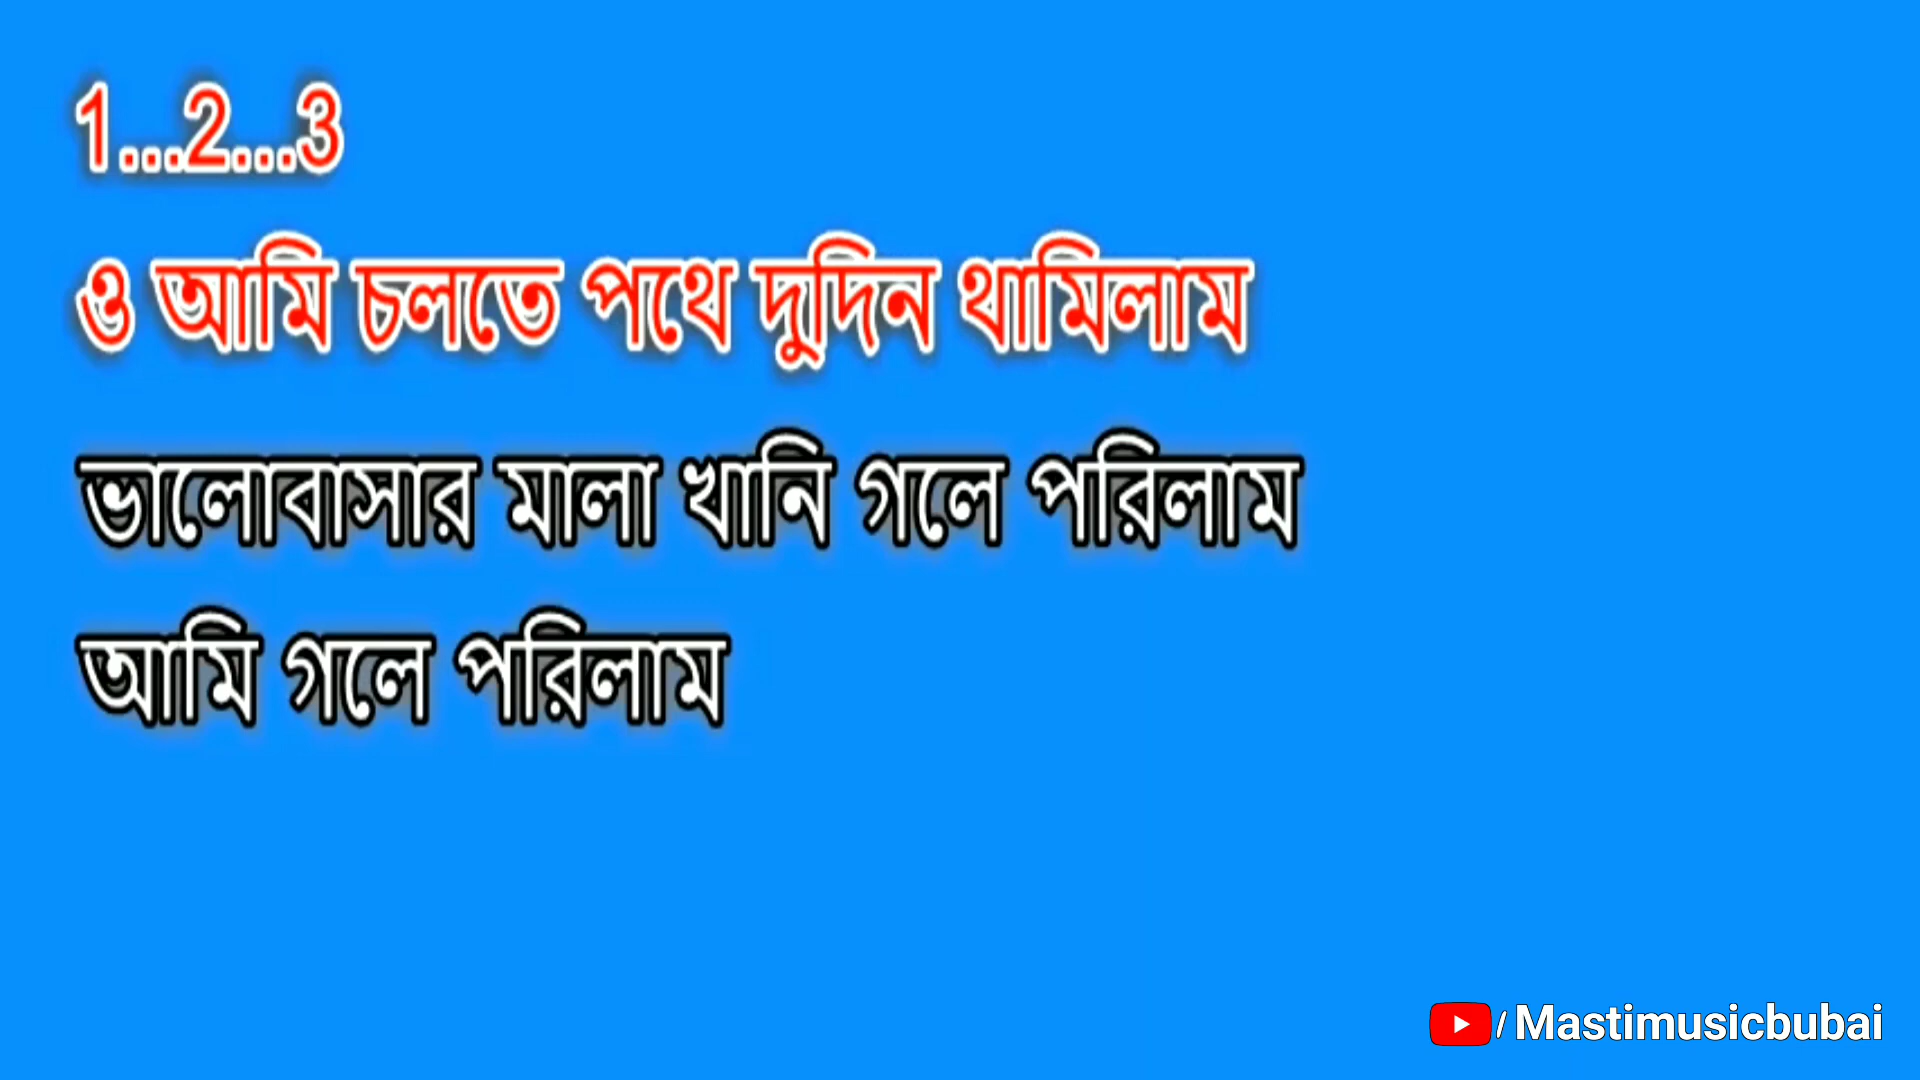 1...2...3
ও আমি চলতে পথে দুদিন থামিলাম
ভালোবাসার মালা খানি গলে পরিলাম
আমি গলে পরিলাম
/ Mastimusicbubai